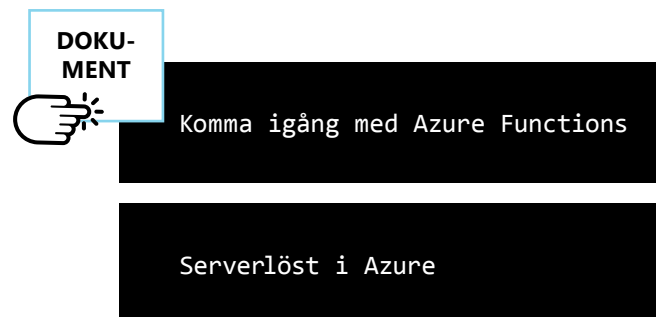 DOKU-
MENT
Komma igång med Azure Functions
Serverlöst i Azure